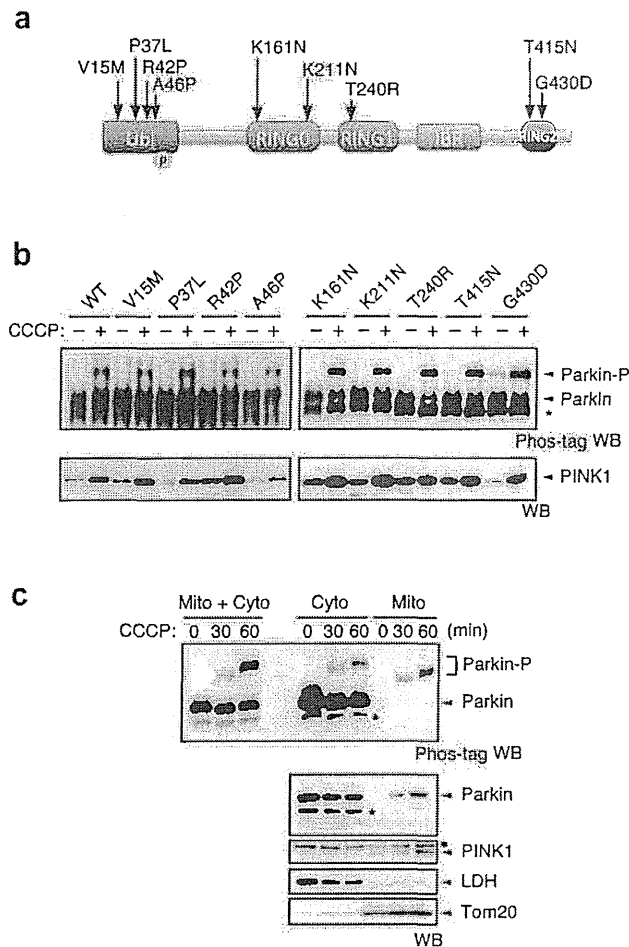 a
P37L
T415N
V15M
R42P
K161N
A46P
K211N
G430D
T240R
Ubl
RING0
RING1
IBR
RING2
P
b
WT V15M P37L R42P A46P K161N K211N T240R T415N G430D
CCCP: − + − + − + − + − + − + − + − + − + − +
Parkin-P
Parkin
*
Phos-tag WB
PINK1
WB
c
Mito + Cyto Cyto Mito
CCCP: 0 30 60 0 30 60 0 30 60 (min)
Parkin-P
Parkin
*
Phos-tag WB
Parkin
*
*
PINK1
LDH
Tom20
WB